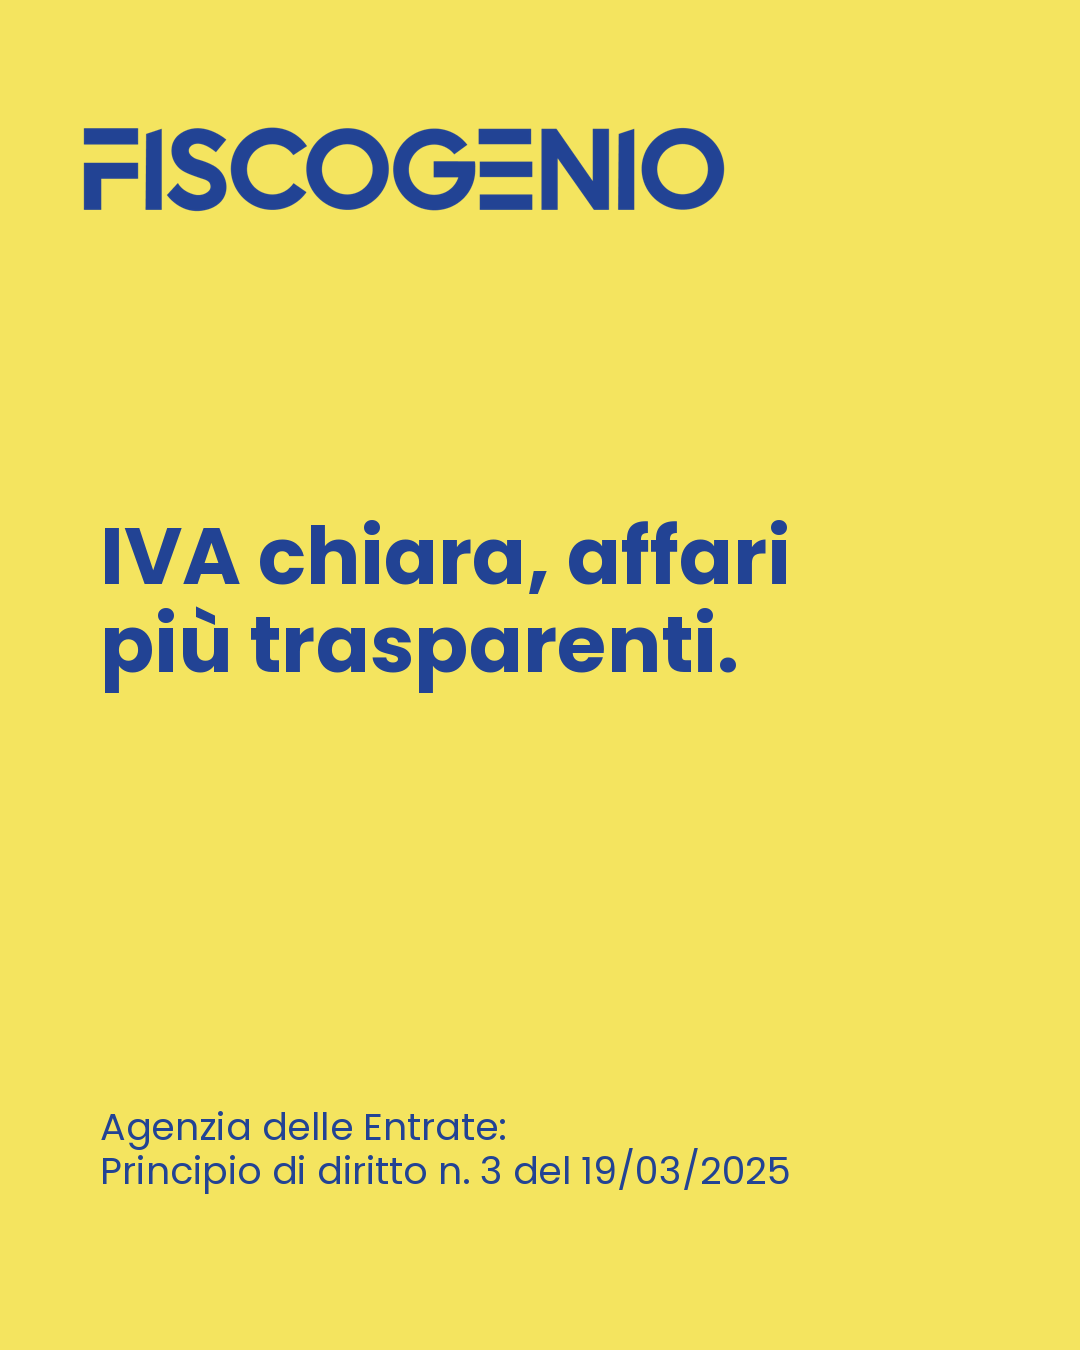 FISCOGENIO
IVA chiara, affari
più trasparenti.
Agenzia delle Entrate:
Principio di diritto n. 3 del 19/03/2025